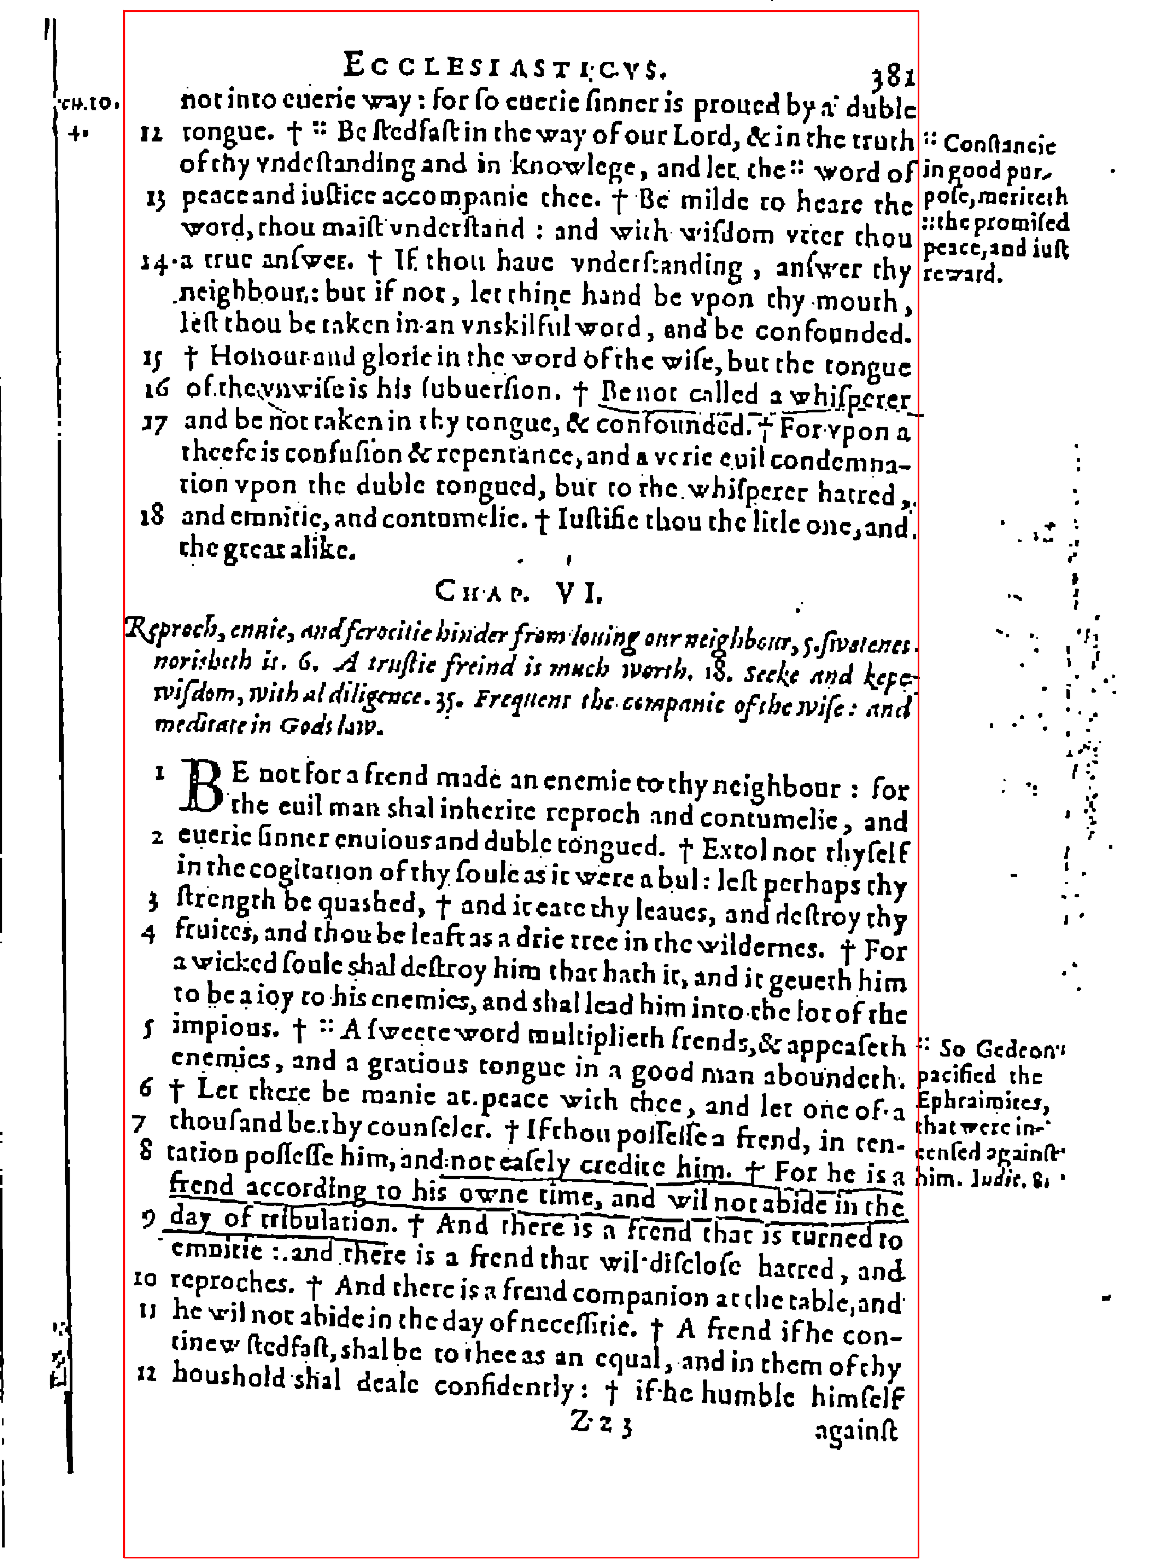 ECCLESIASTICVS. 381
not into euerie way : for ſo euerie ſinner is proued by a duble
12 tongue. † :: Be ſtedfaſt in the way of our Lord, & in the truth
of thy vndeſtanding and in knowlege, and let the :: word of
13 peace and iuſtice accompanie thee. † Be milde to heare the
word, thou maiſt vnderſtand : and with wiſdom vtter thou
14 a true anſwer. † If thou haue vnderſtanding, anſwer thy
neighbour: but if not, let thine hand be vpon thy mouth,
leſt thou be taken in an vnskilful word, and be confounded.
15 † Honour and glorie in the word of the wiſe, but the tongue
16 of the vnwiſe is his ſubuerſion. † Be not called a whiſperer
17 and be not taken in thy tongue, & confounded. † For vpon a
theefe is confuſion & repentance, and a verie euil condemna-
tion vpon the duble tongued, but to the whiſperer hatred,
18 and emnitie, and contumelie. † Iuſtifie thou the litle one, and
the great alike.
CHAP. VI.
Reproch, ennie, and ferocitie hinder from louing our neighbour, 5. ſwetenes
norisheth it. 6. A truſtie freind is much worth. 18. Seeke and kepe
wiſdom, with al diligence. 35. Frequent the companie of the wiſe : and
meditate in Gods law.
1 BE not for a frend made an enemie to thy neighbour : for
the euil man shal inherite reproch and contumelie, and
2 euerie ſinner enuious and duble tongued. † Extol not thyſelf
in the cogitation of thy ſoule as it were a bul : leſt perhaps thy
3 ſtrength be quashed, † and it eate thy leaues, and deſtroy thy
4 fruites, and thou be leaft as a drie tree in the wildernes. † For
a wicked ſoule shal deſtroy him that hath it, and it geueth him
to be a ioy to his enemies, and shal lead him into the lot of the
5 impious. † :: A ſweete word multiplieth frends, & appeaſeth
enemies, and a gratious tongue in a good man aboundeth.
6 † Let there be manie at peace with thee, and let one of a
7 thouſand be thy counſeler. † If thou poſſeſſe a frend, in ten-
8 tation poſſeſſe him, and not eaſely credite him. † For he is a
frend according to his owne time, and wil not abide in the
9 day of tribulation. † And there is a frend that is turned to
emnitie : and there is a frend that wil diſcloſe hatred, and
10 reproches. † And there is a frend companion at the table, and
11 he wil not abide in the day of neceſſitie. † A frend if he con-
tinew ſtedfaſt, shal be to thee as an equal, and in them of thy
12 houshold shal deale confidently : † if he humble himſelf
Z z 3 againſt
CH. 10.
4.
:: Conſtancie
in good pur-
poſe, meriteth
:: the promiſed
peace, and iuſt
reward.
:: So Gedeon
pacified the
Ephraimites,
that were in-
cenſed againſt
him. Iudic. 8.